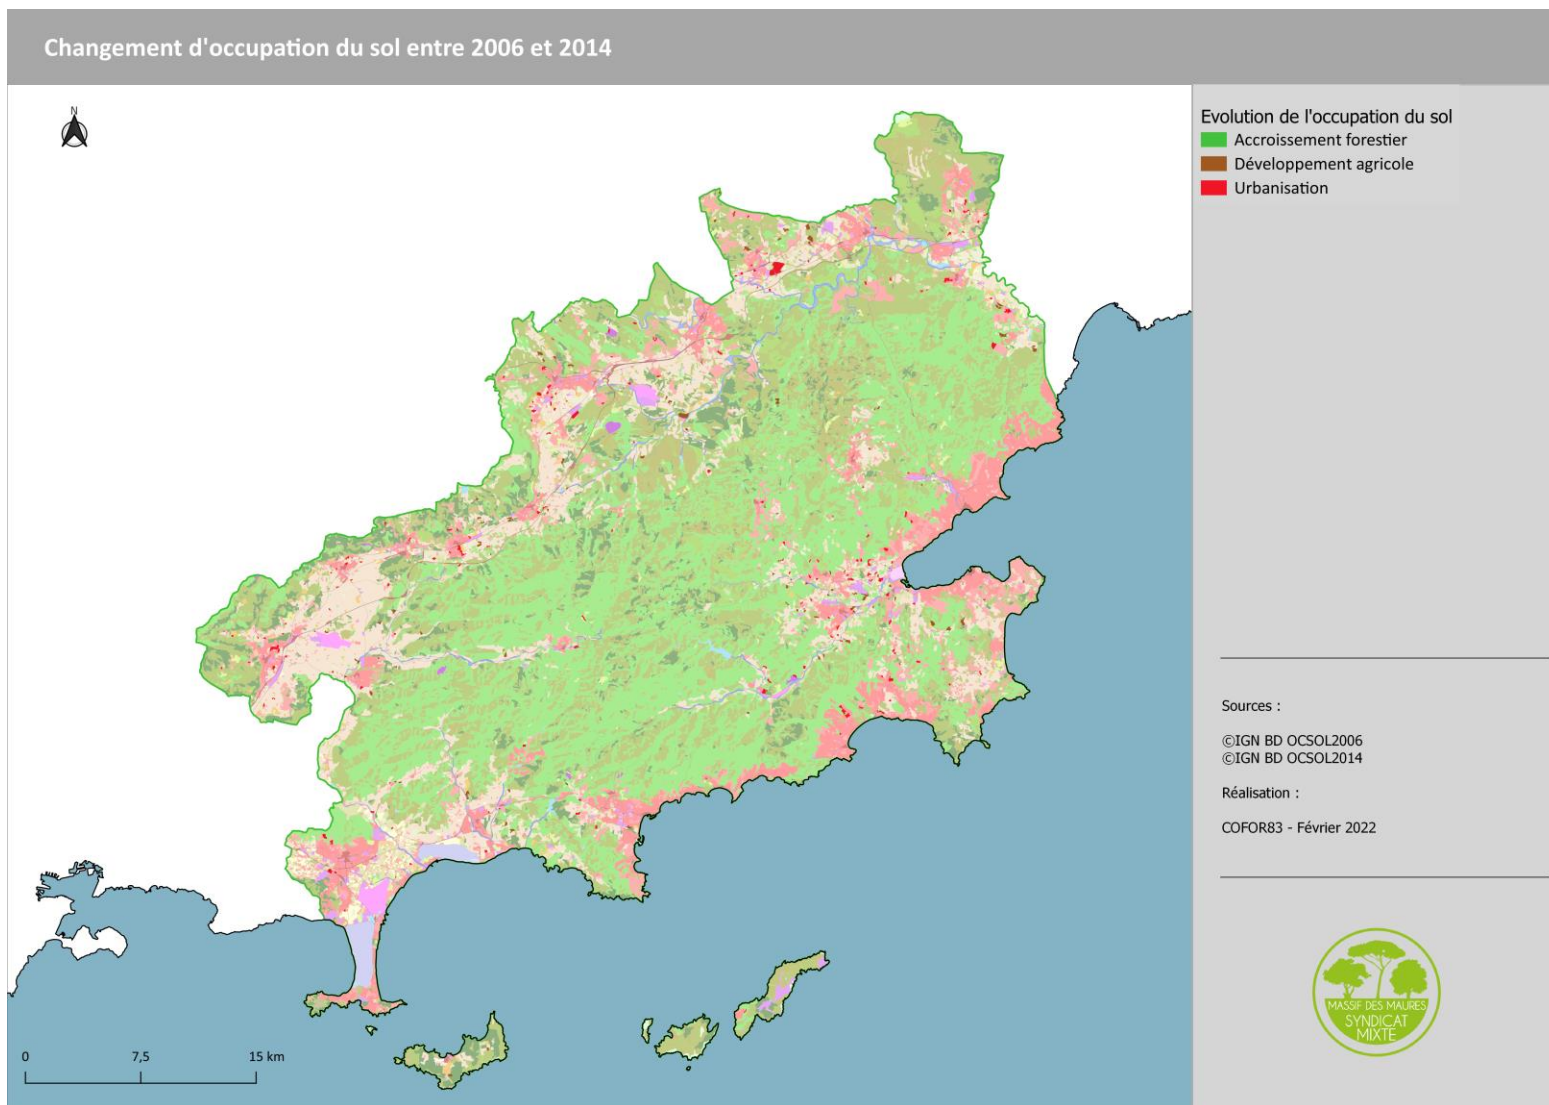 Changement d'occupation du sol entre 2006 et 2014
N
Evolution de l'occupation du sol
Accroissement forestier
Développement agricole
Urbanisation
Sources :
©IGN BD OCSOL2006
©IGN BD OCSOL2014
Réalisation :
COFOR83 - Février 2022
MASSIF DES MAURES
SYNDICAT
MIXTE
0 7,5 15 km